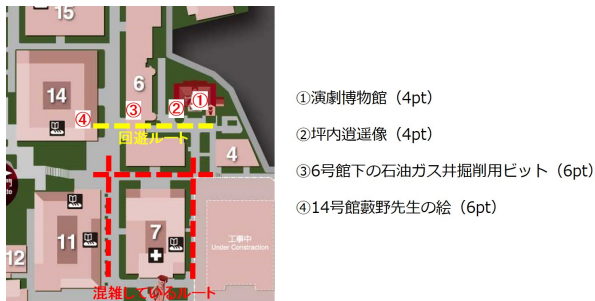 15
14
6
④
③
②
①
回遊ルート
4
門
11
7
工事中
Under Construction
12
混雑しているルート
①演劇博物館（4pt）
②坪内逍遥像（4pt）
③6号館下の石油ガス井掘削用ビット（6pt）
④14号館藪野先生の絵（6pt）